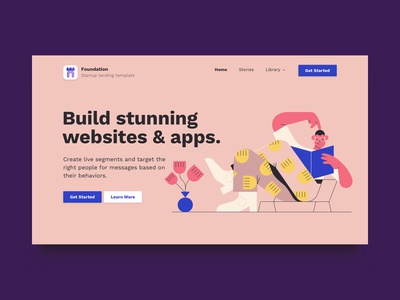 Foundation
Startup landing template
Home Stories Library Get Started
Build stunning
websites & apps.
Create live segments and target the
right people for messages based on
their behaviors.
Get Started Learn More